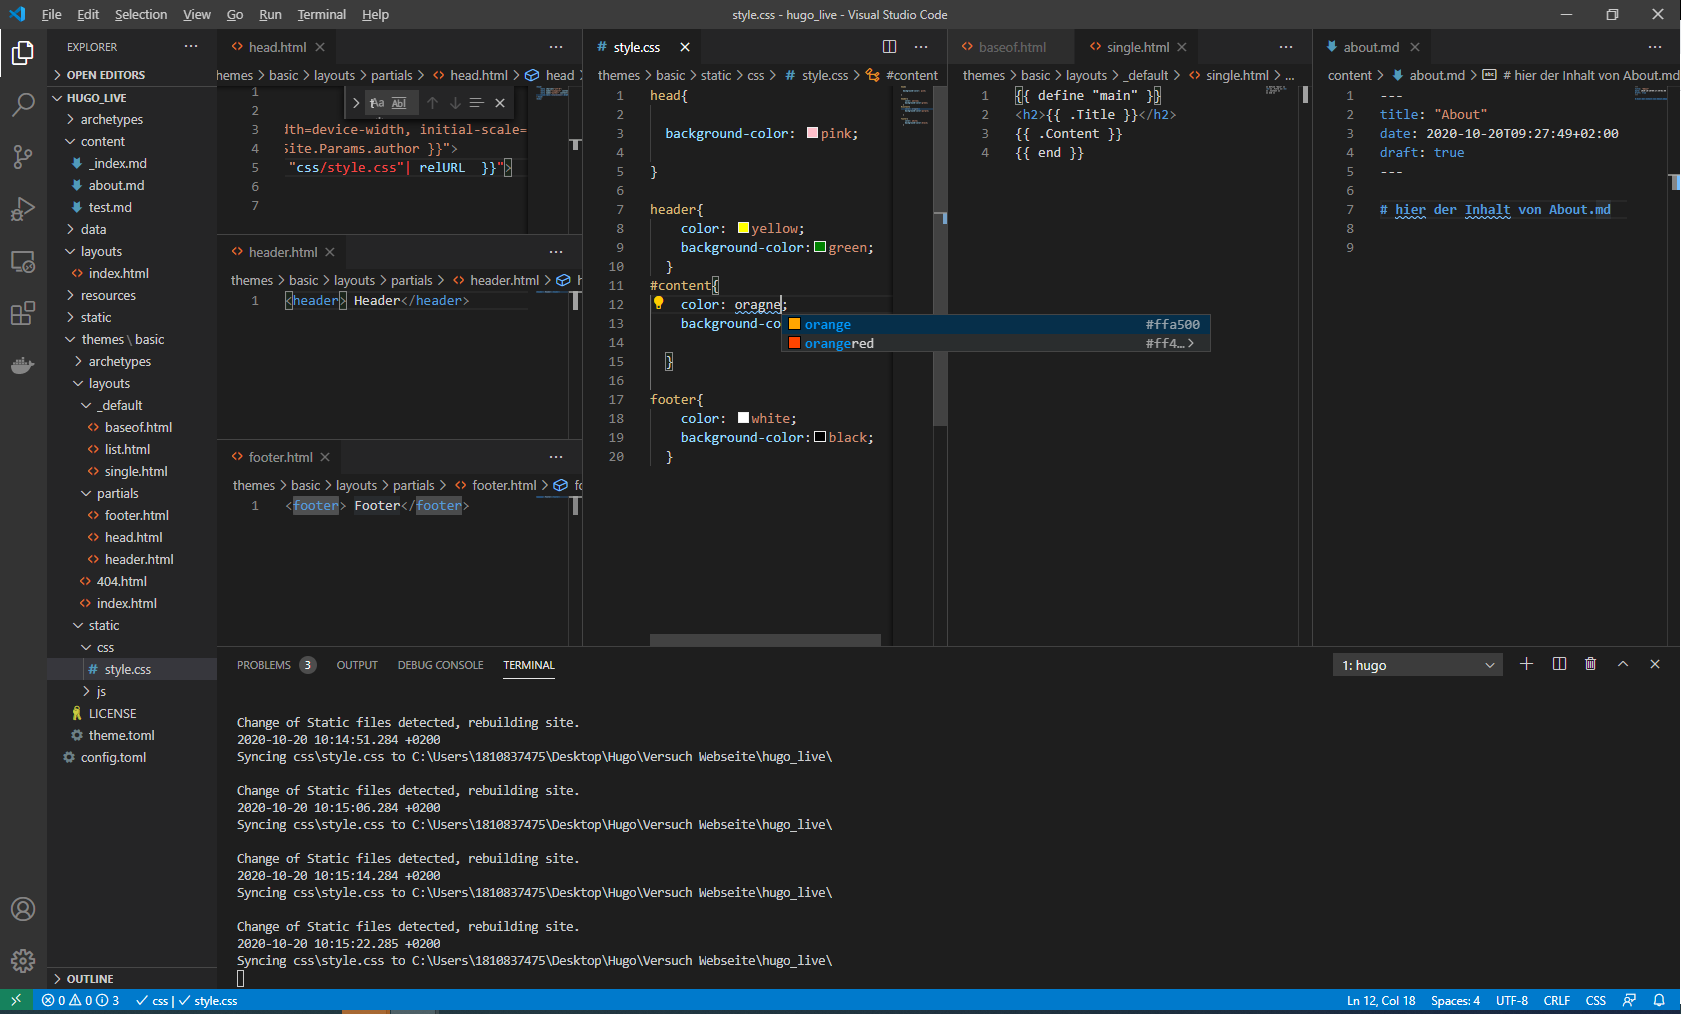 File Edit Selection View Go Run Terminal Help
style.css - hugo_live - Visual Studio Code
EXPLORER
OPEN EDITORS
HUGO_LIVE
archetypes
content
_index.md
about.md
test.md
data
layouts
index.html
resources
static
themes \ basic
archetypes
layouts
_default
baseof.html
list.html
single.html
partials
footer.html
head.html
header.html
404.html
index.html
static
css
# style.css
js
LICENSE
theme.toml
config.toml
OUTLINE
head.html
hemes > basic > layouts > partials > head.html > head
Aa Abl
1
2
3 dth=device-width, initial-scale=
4 Site.Params.author }}">
5 "css/style.css"| relURL }}">
6
7
header.html
themes > basic > layouts > partials > header.html > h
1 <header> Header</header>
footer.html
themes > basic > layouts > partials > footer.html > fo
1 <footer> Footer</footer>
# style.css
themes > basic > static > css > # style.css > #content
1 head{
2
3 background-color: pink;
4
5 }
6
7 header{
8 color: yellow;
9 background-color: green;
10 }
11 #content{
12 color: oragne;
13 background-co
14
15 }
16
17 footer{
18 color: white;
19 background-color: black;
20 }
orange #ffa500
orangered #ff4...>
baseof.html single.html
themes > basic > layouts > _default > single.html > ...
1 {{ define "main" }}
2 <h2>{{ .Title }}</h2>
3 {{ .Content }}
4 {{ end }}
about.md
content > about.md > abc # hier der Inhalt von About.md
1 ---
2 title: "About"
3 date: 2020-10-20T09:27:49+02:00
4 draft: true
5 ---
6
7 # hier der Inhalt von About.md
8
9
PROBLEMS 3 OUTPUT DEBUG CONSOLE TERMINAL
1: hugo
Change of Static files detected, rebuilding site.
2020-10-20 10:14:51.284 +0200
Syncing css\style.css to C:\Users\1810837475\Desktop\Hugo\Versuch Webseite\hugo_live\
Change of Static files detected, rebuilding site.
2020-10-20 10:15:06.284 +0200
Syncing css\style.css to C:\Users\1810837475\Desktop\Hugo\Versuch Webseite\hugo_live\
Change of Static files detected, rebuilding site.
2020-10-20 10:15:14.284 +0200
Syncing css\style.css to C:\Users\1810837475\Desktop\Hugo\Versuch Webseite\hugo_live\
Change of Static files detected, rebuilding site.
2020-10-20 10:15:22.285 +0200
Syncing css\style.css to C:\Users\1810837475\Desktop\Hugo\Versuch Webseite\hugo_live\
0 0 3 css | style.css
Ln 12, Col 18 Spaces: 4 UTF-8 CRLF CSS